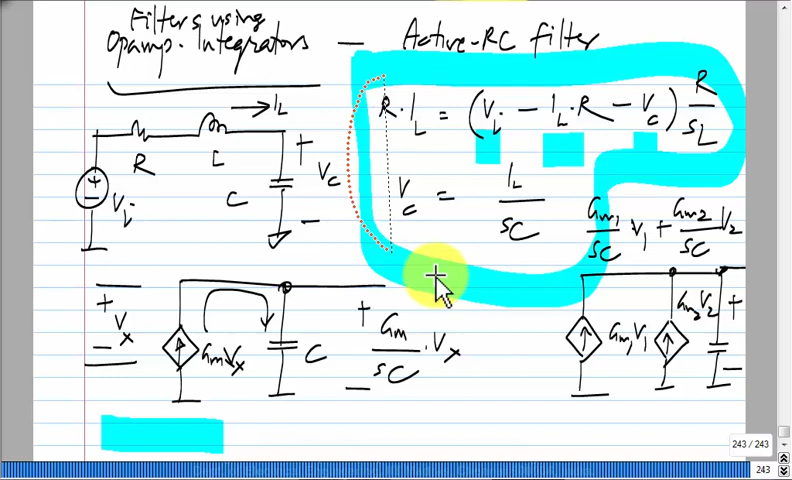 Filters using
Opamp. Integrators — Active-RC filter
→ I_L
R · I_L = (V_i − I_L·R − V_c) R/sL
R
L
C
+
V_c
−
V_i
V_c = I_L/sC
G_m1/sC · V_1 + G_m2/sC V_2
+
V_x
−
G_m V_x
C
+
G_m/sC · V_x
−
G_m1 V_1
G_m2 V_2
+
−
243 / 243
243